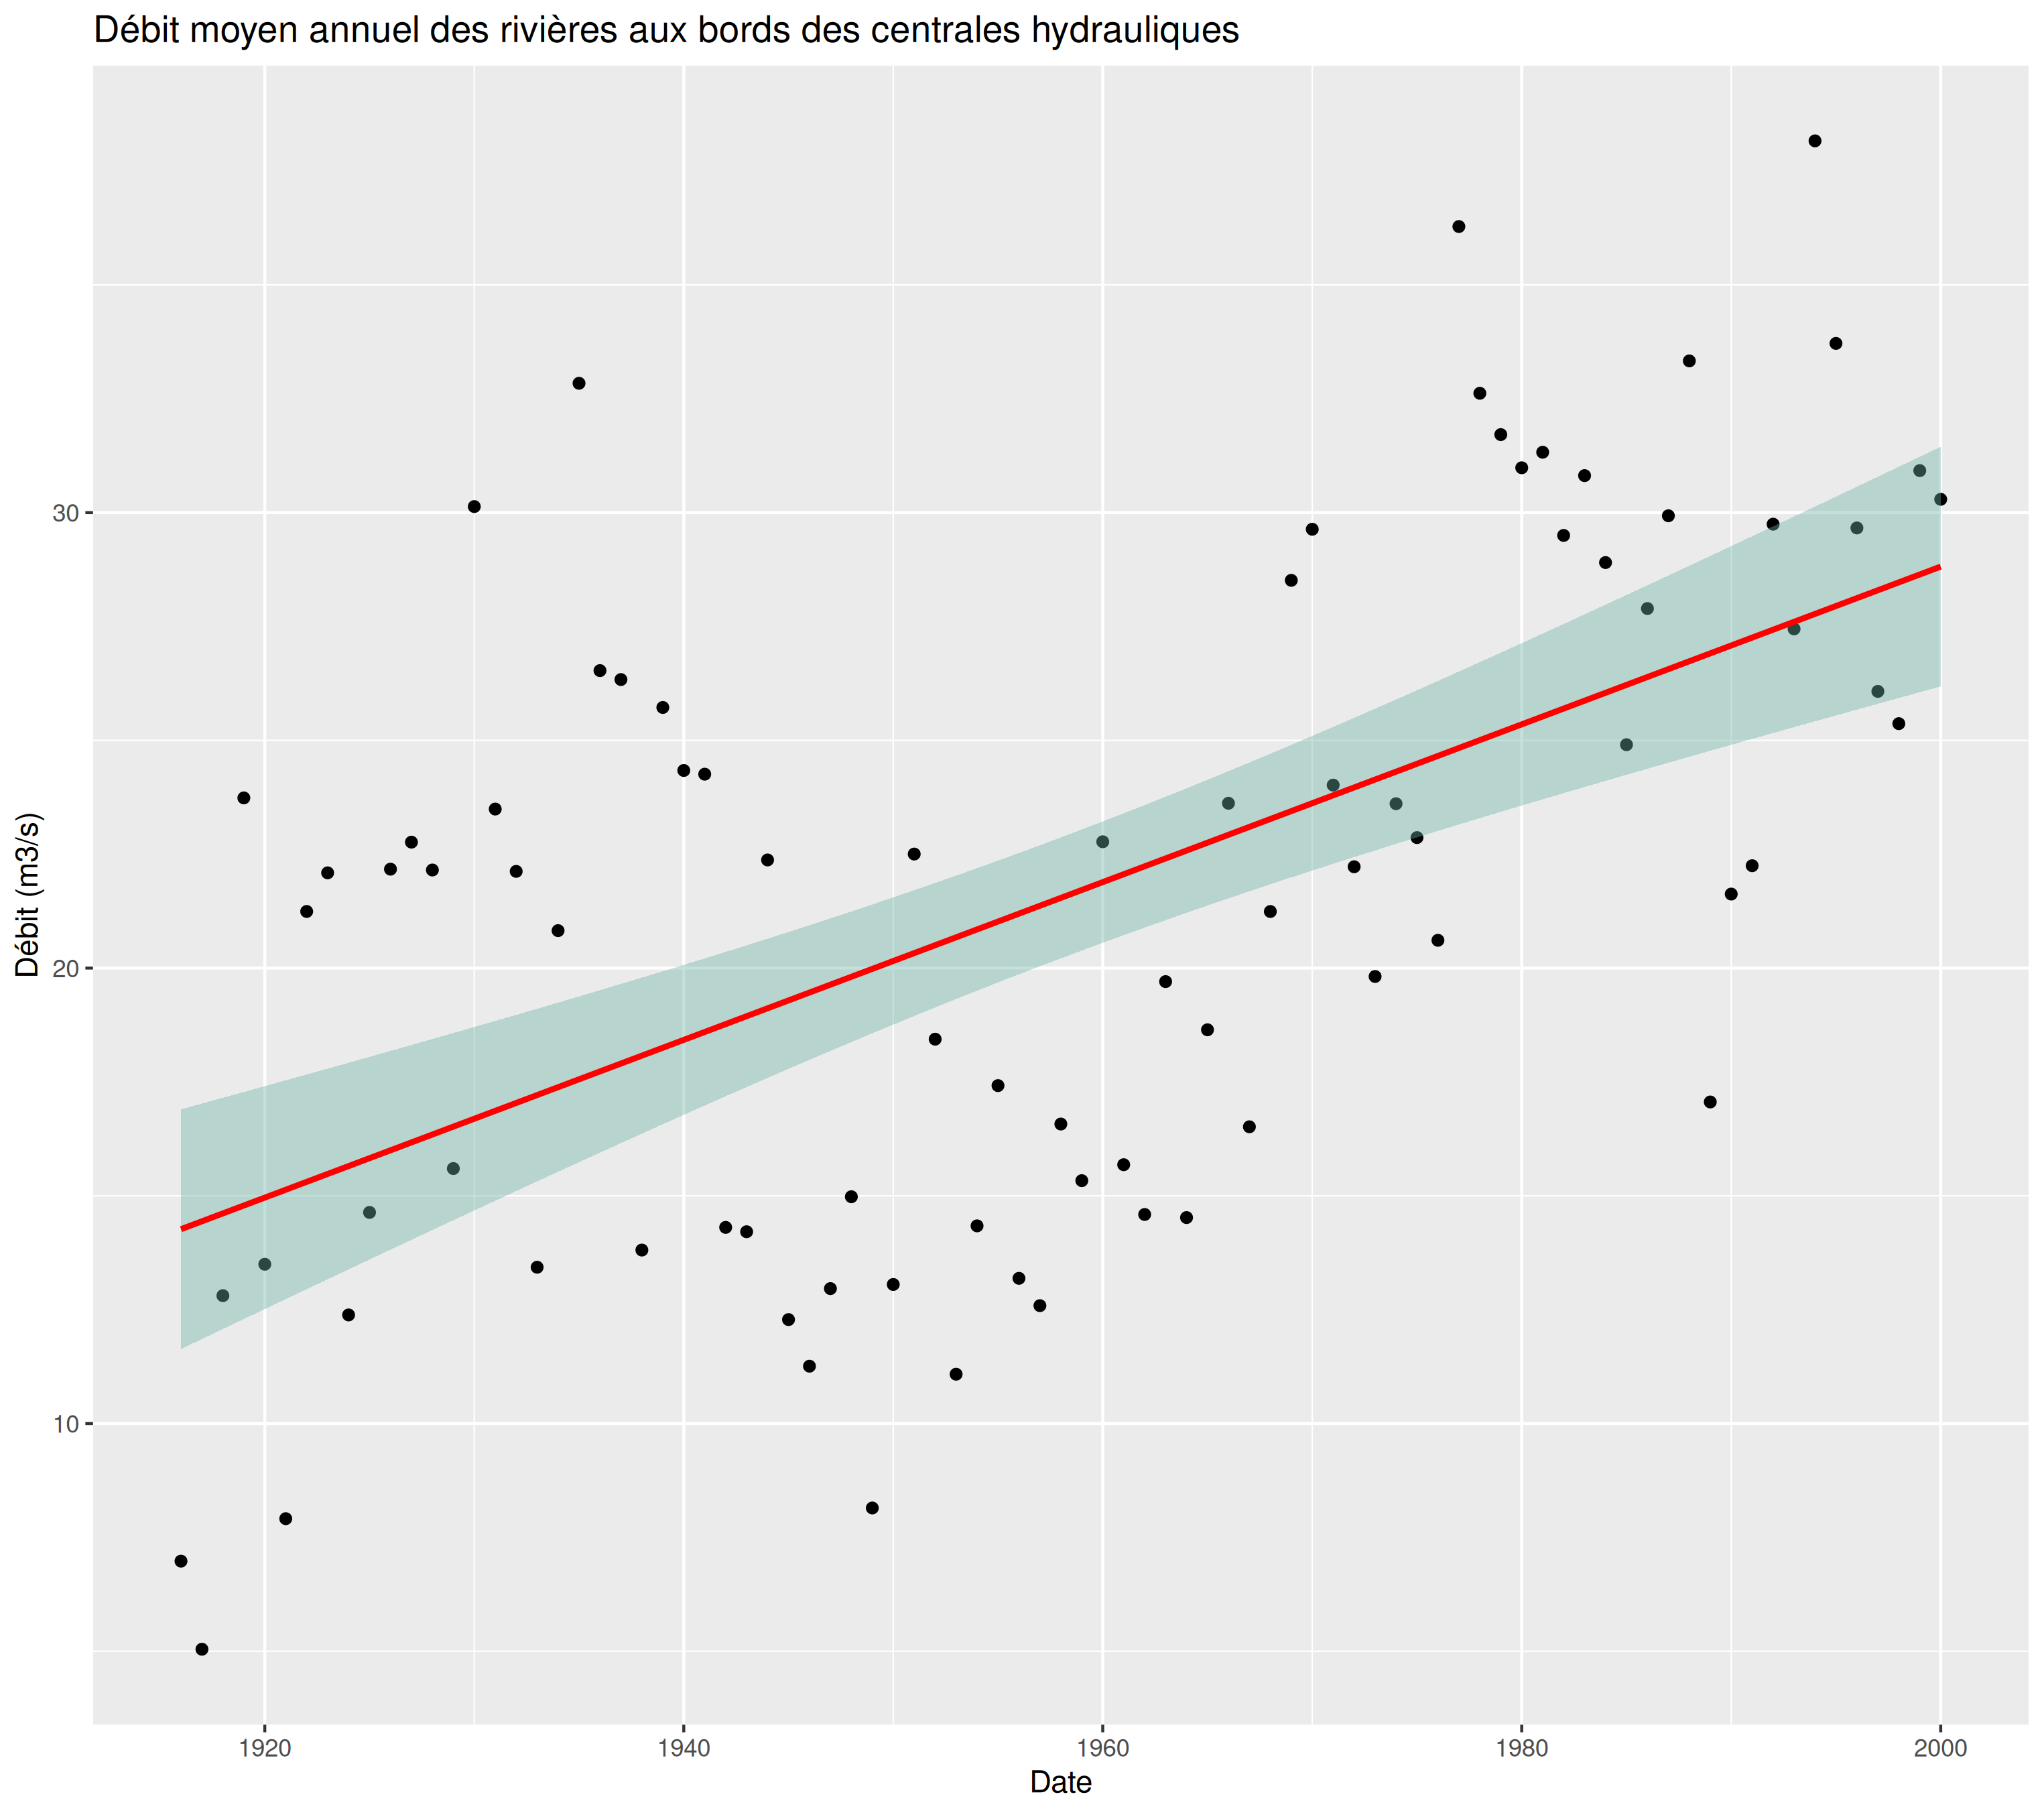 Débit moyen annuel des rivières aux bords des centrales hydrauliques
Débit (m3/s)
30
20
10
1920
1940
1960
1980
2000
Date